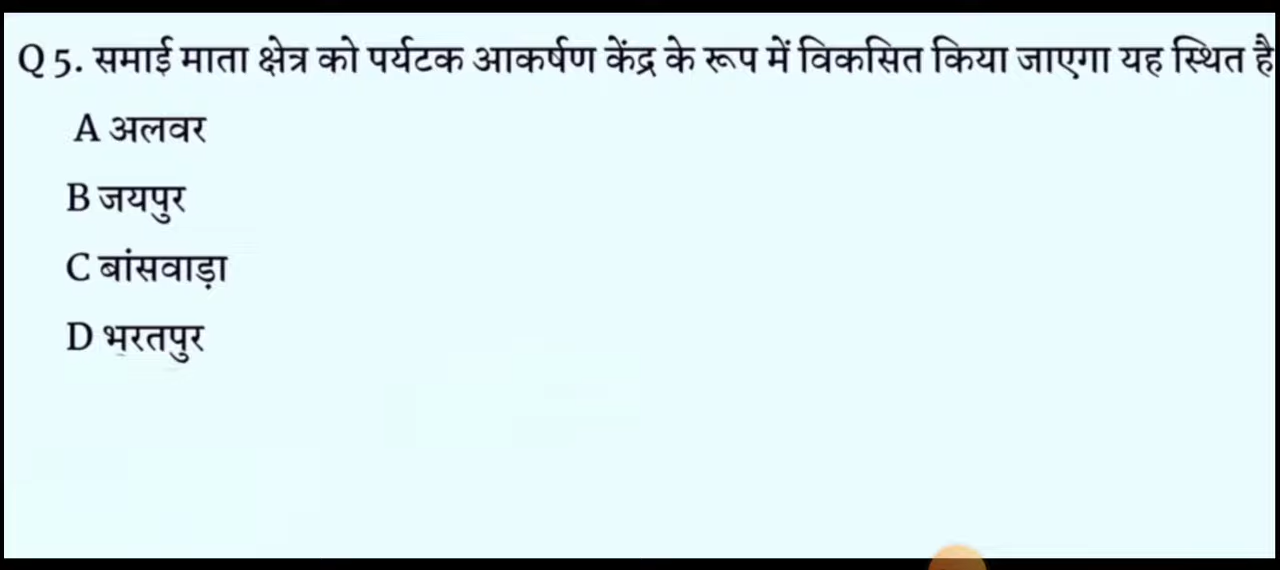 Q 5. समाई माता क्षेत्र को पर्यटक आकर्षण केंद्र के रूप में विकसित किया जाएगा यह स्थित है
A अलवर
B जयपुर
C बांसवाड़ा
D भरतपुर